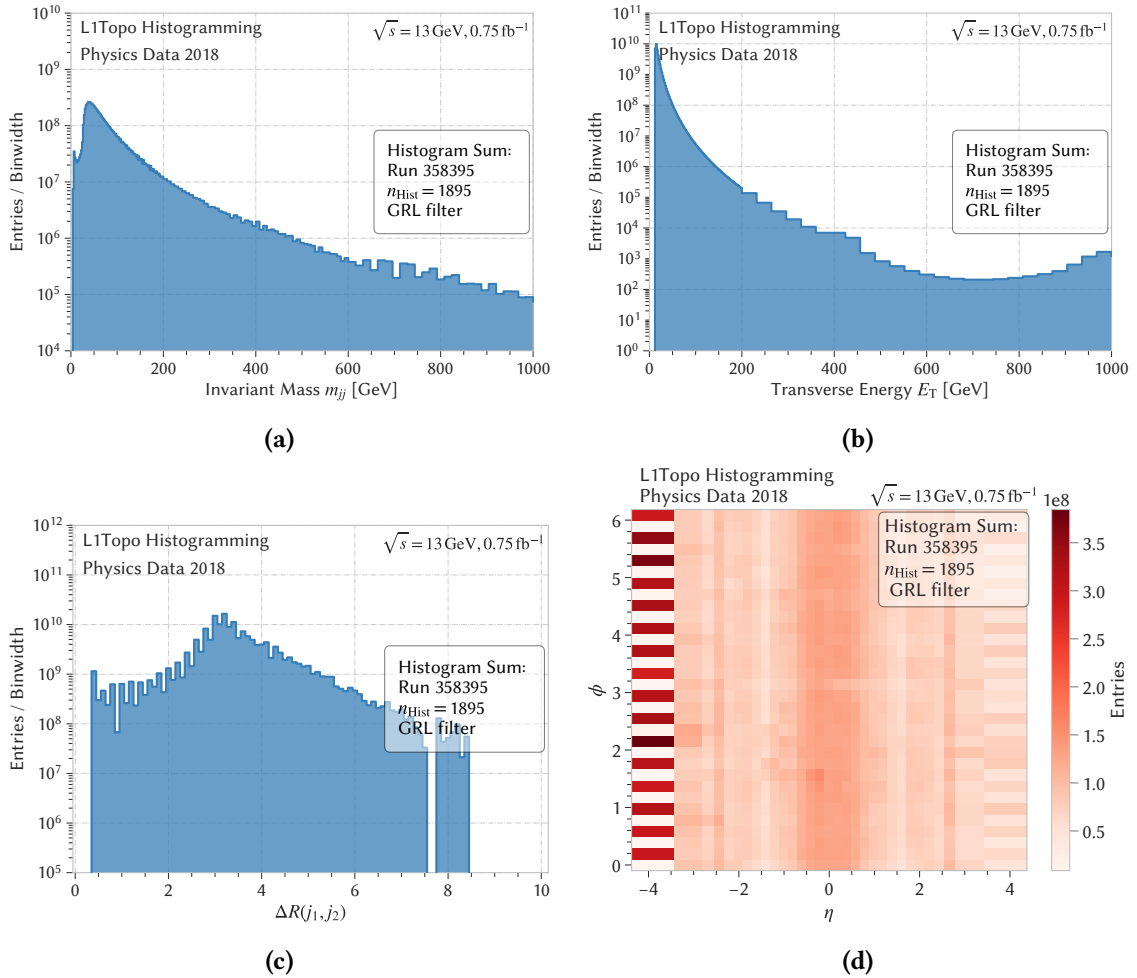 L1Topo Histogramming
Physics Data 2018
√s = 13 GeV, 0.75 fb⁻¹
10¹⁰
10⁹
10⁸
10⁷
10⁶
10⁵
10⁴
Entries / Binwidth
Histogram Sum:
Run 358395
n_Hist = 1895
GRL filter
0 200 400 600 800 1000
Invariant Mass m_jj [GeV]
(a)
L1Topo Histogramming
Physics Data 2018
√s = 13 GeV, 0.75 fb⁻¹
10¹¹
10¹⁰
10⁹
10⁸
10⁷
10⁶
10⁵
10⁴
10³
10²
10¹
10⁰
Entries / Binwidth
Histogram Sum:
Run 358395
n_Hist = 1895
GRL filter
0 200 400 600 800 1000
Transverse Energy E_T [GeV]
(b)
L1Topo Histogramming
Physics Data 2018
√s = 13 GeV, 0.75 fb⁻¹
10¹²
10¹¹
10¹⁰
10⁹
10⁸
10⁷
10⁶
10⁵
Entries / Binwidth
Histogram Sum:
Run 358395
n_Hist = 1895
GRL filter
0 2 4 6 8 10
ΔR(j₁,j₂)
(c)
L1Topo Histogramming
Physics Data 2018
√s = 13 GeV, 0.75 fb⁻¹
1e8
6
5
4
3
2
1
0
ϕ
Histogram Sum:
Run 358395
n_Hist = 1895
GRL filter
−4 −2 0 2 4
η
3.5
3.0
2.5
2.0
1.5
1.0
0.5
Entries
(d)